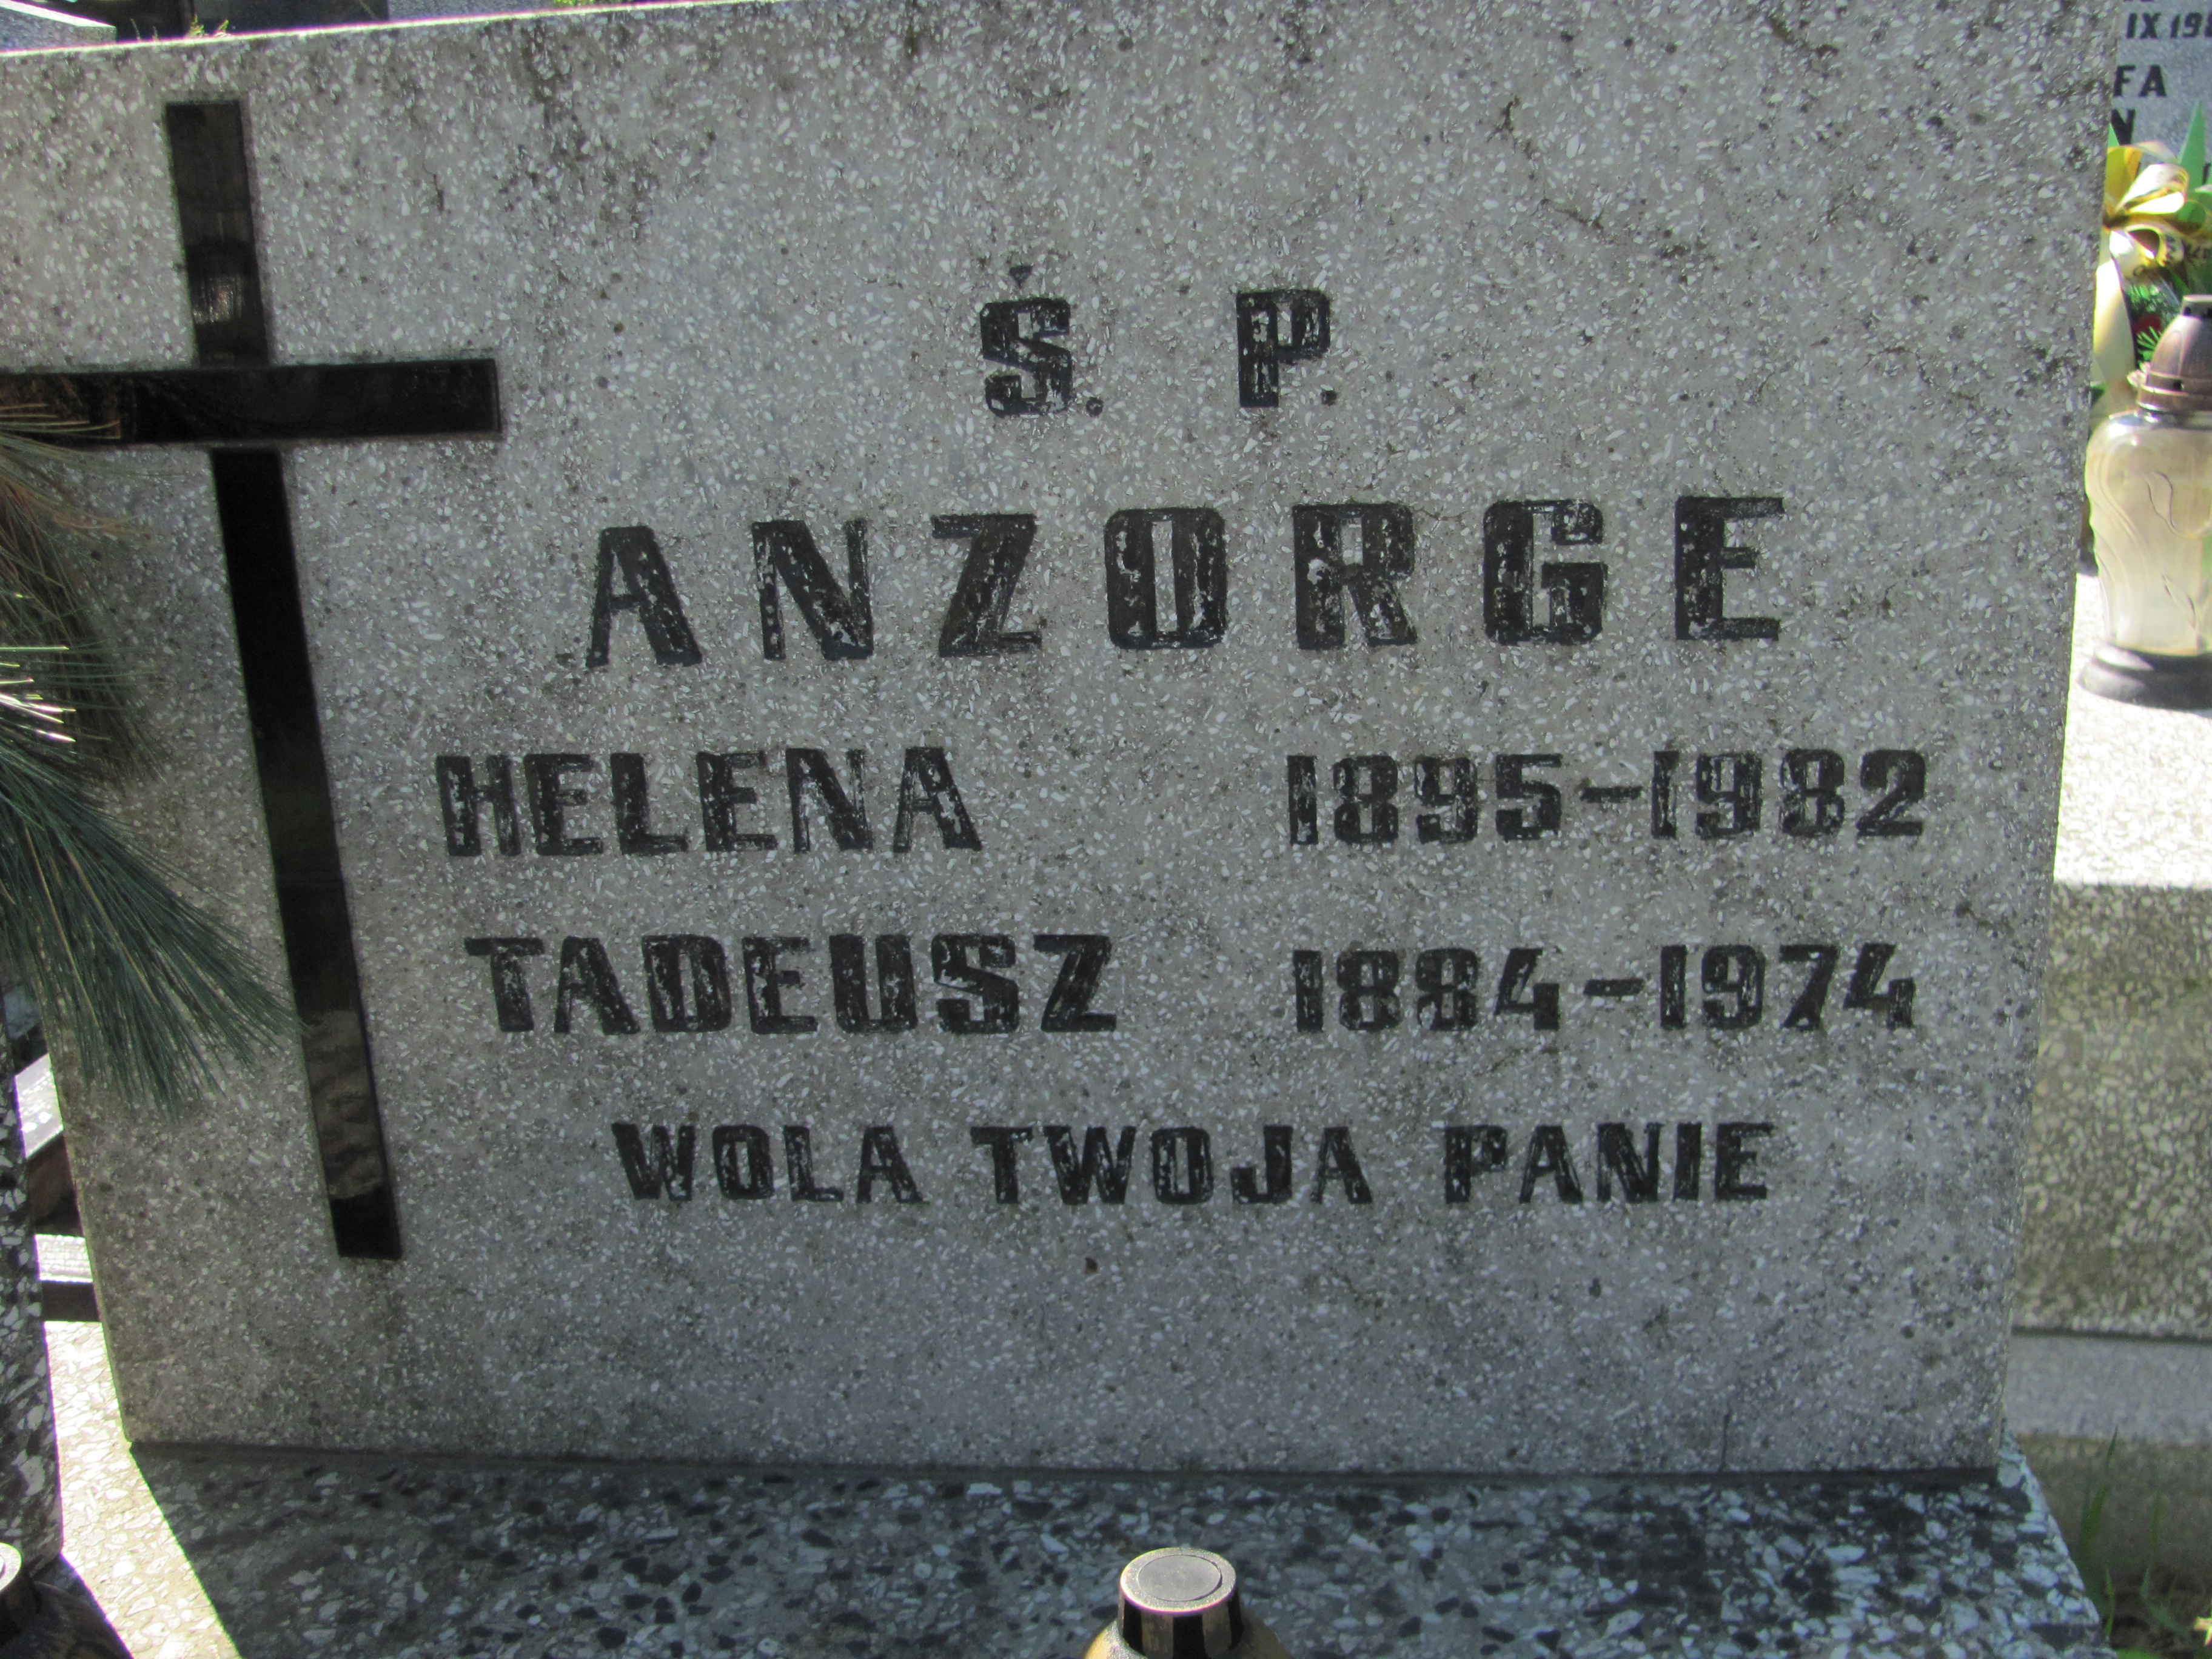 Ś. P.
ANZORGE
HELENA 1895-1982
TADEUSZ 1884-1974
WOLA TWOJA PANIE